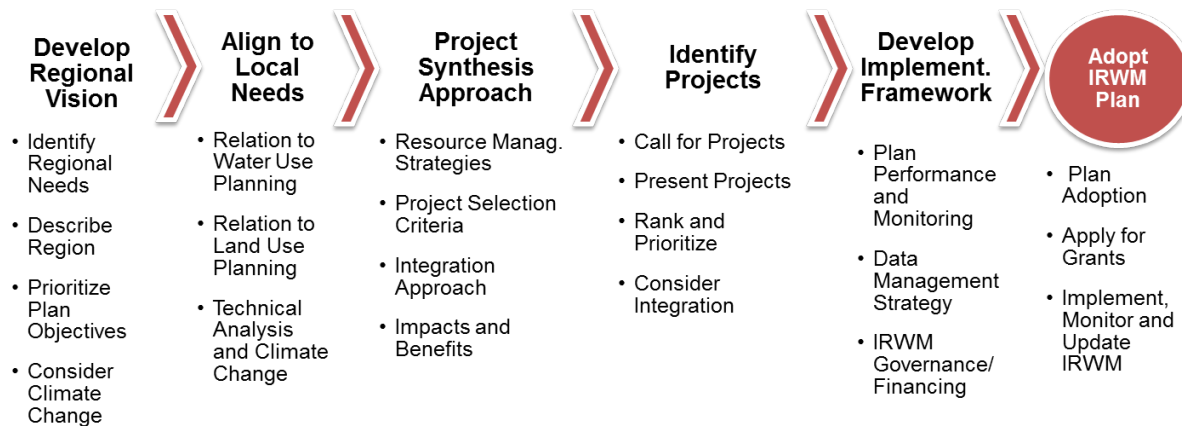 Develop
Regional
Vision
• Identify
Regional
Needs
• Describe
Region
• Prioritize
Plan
Objectives
• Consider
Climate
Change
Align to
Local
Needs
• Relation to
Water Use
Planning
• Relation to
Land Use
Planning
• Technical
Analysis
and Climate
Change
Project
Synthesis
Approach
• Resource Manag.
Strategies
• Project Selection
Criteria
• Integration
Approach
• Impacts and
Benefits
Identify
Projects
• Call for Projects
• Present Projects
• Rank and
Prioritize
• Consider
Integration
Develop
Implement.
Framework
• Plan
Performance
and
Monitoring
• Data
Management
Strategy
• IRWM
Governance/
Financing
Adopt
IRWM
Plan
• Plan
Adoption
• Apply for
Grants
• Implement,
Monitor and
Update
IRWM